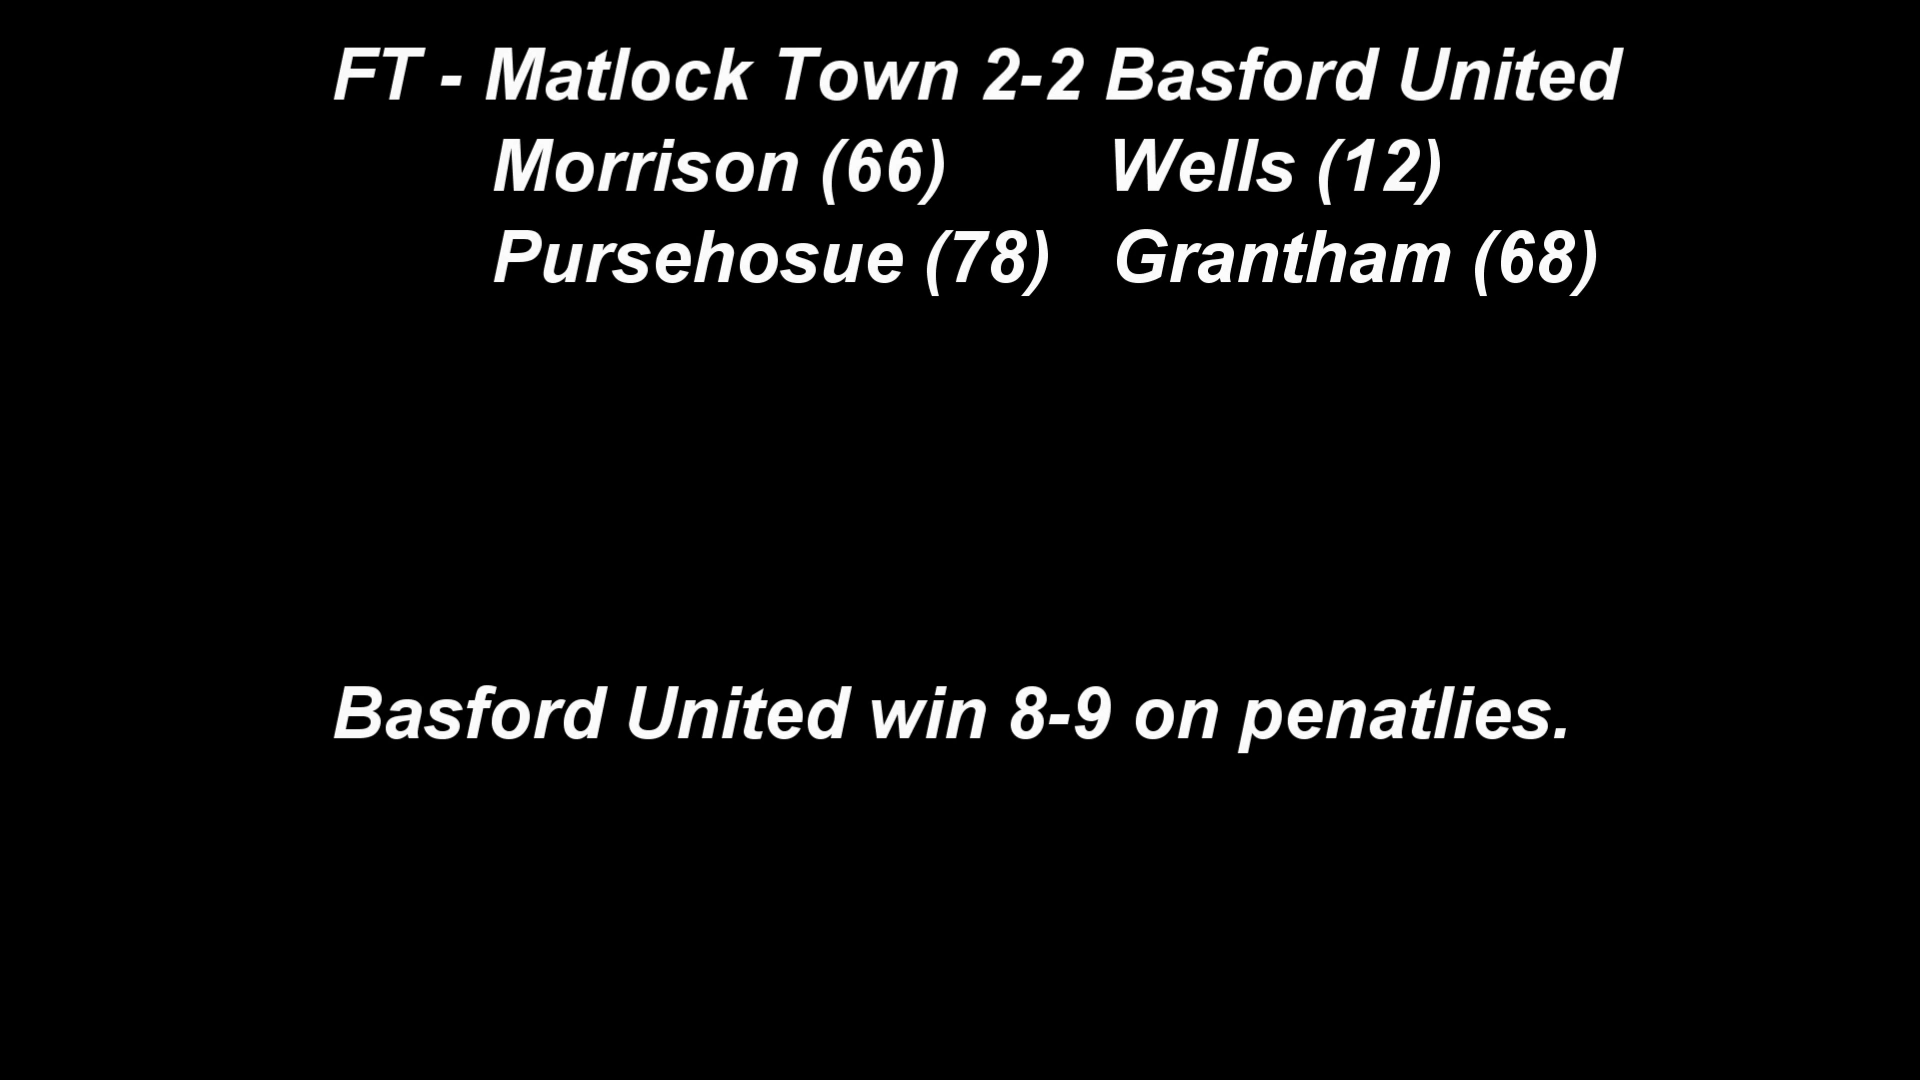 FT - Matlock Town 2-2 Basford United
Morrison (66) Wells (12)
Pursehosue (78) Grantham (68)
Basford United win 8-9 on penatlies.